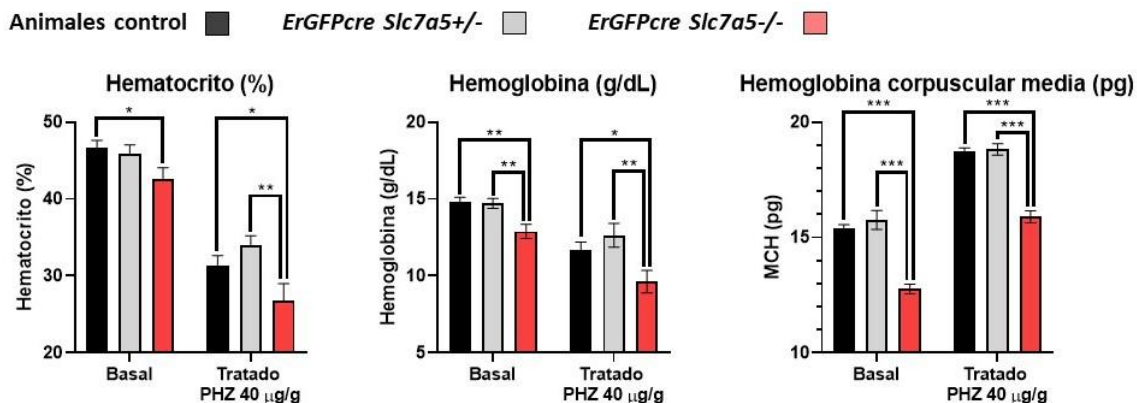 Animales control ErGFPcre Slc7a5+/- ErGFPcre Slc7a5-/-
Hematocrito (%)
Hematocrito (%)
50
40
30
20
*
*
**
Basal
Tratado
PHZ 40 µg/g
Hemoglobina (g/dL)
Hemoglobina (g/dL)
20
15
10
5
**
**
*
**
Basal
Tratado
PHZ 40 µg/g
Hemoglobina corpuscular media (pg)
MCH (pg)
20
15
10
***
***
***
***
Basal
Tratado
PHZ 40 µg/g